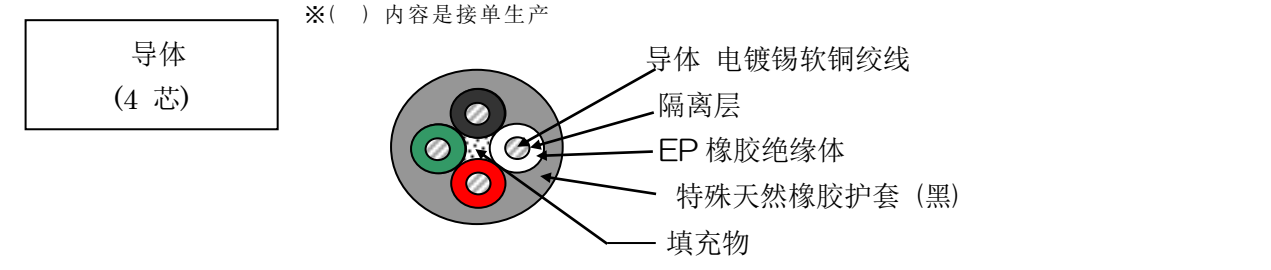 ※( ) 内容是接单生产
导体
(4 芯)
导体 电镀锡软铜绞线
隔离层
EP 橡胶绝缘体
特殊天然橡胶护套 (黑)
填充物